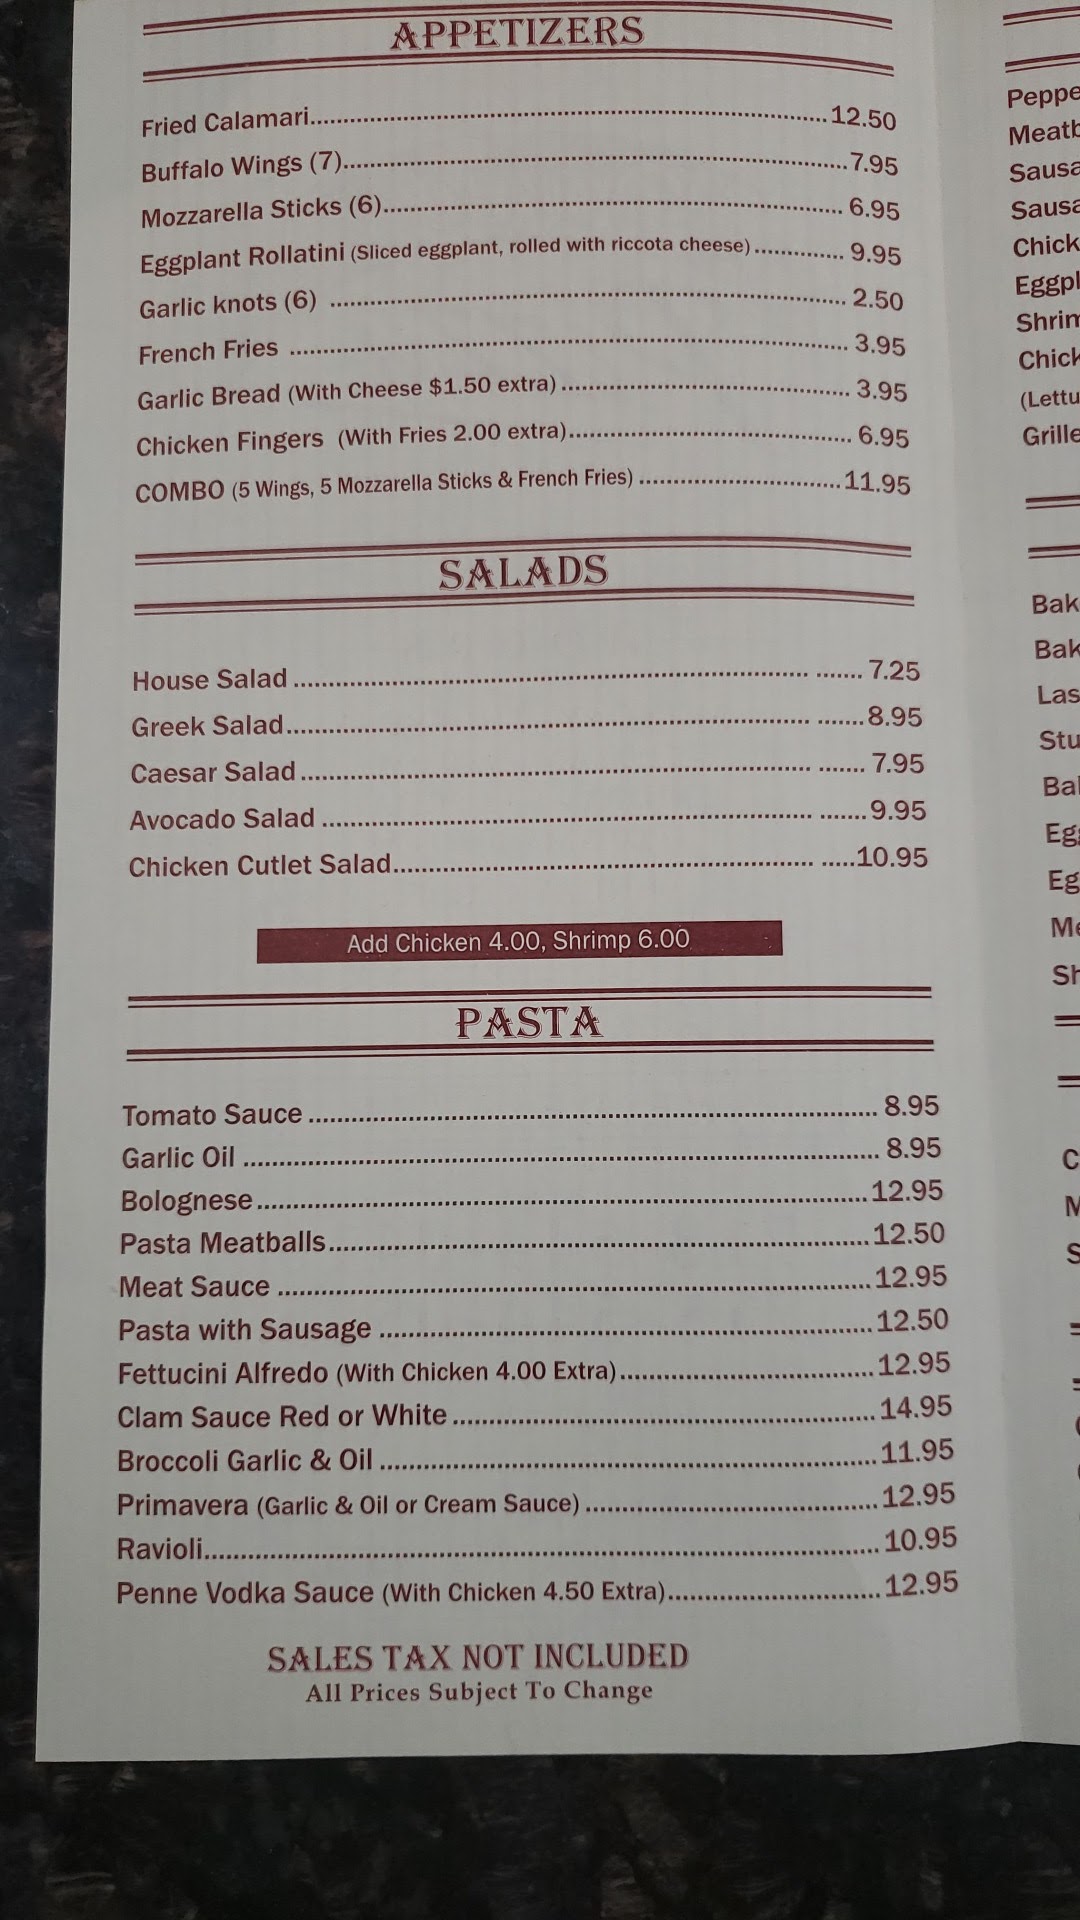 APPETIZERS
Fried Calamari 12.50
Buffalo Wings (7) 7.95
Mozzarella Sticks (6) 6.95
Eggplant Rollatini (Sliced eggplant, rolled with riccota cheese) 9.95
Garlic knots (6) 2.50
French Fries 3.95
Garlic Bread (With Cheese $1.50 extra) 3.95
Chicken Fingers (With Fries 2.00 extra) 6.95
COMBO (5 Wings, 5 Mozzarella Sticks & French Fries) 11.95
SALADS
House Salad 7.25
Greek Salad 8.95
Caesar Salad 7.95
Avocado Salad 9.95
Chicken Cutlet Salad 10.95
Add Chicken 4.00, Shrimp 6.00
PASTA
Tomato Sauce 8.95
Garlic Oil 8.95
Bolognese 12.95
Pasta Meatballs 12.50
Meat Sauce 12.95
Pasta with Sausage 12.50
Fettucini Alfredo (With Chicken 4.00 Extra) 12.95
Clam Sauce Red or White 14.95
Broccoli Garlic & Oil 11.95
Primavera (Garlic & Oil or Cream Sauce) 12.95
Ravioli 10.95
Penne Vodka Sauce (With Chicken 4.50 Extra) 12.95
SALES TAX NOT INCLUDED
All Prices Subject To Change